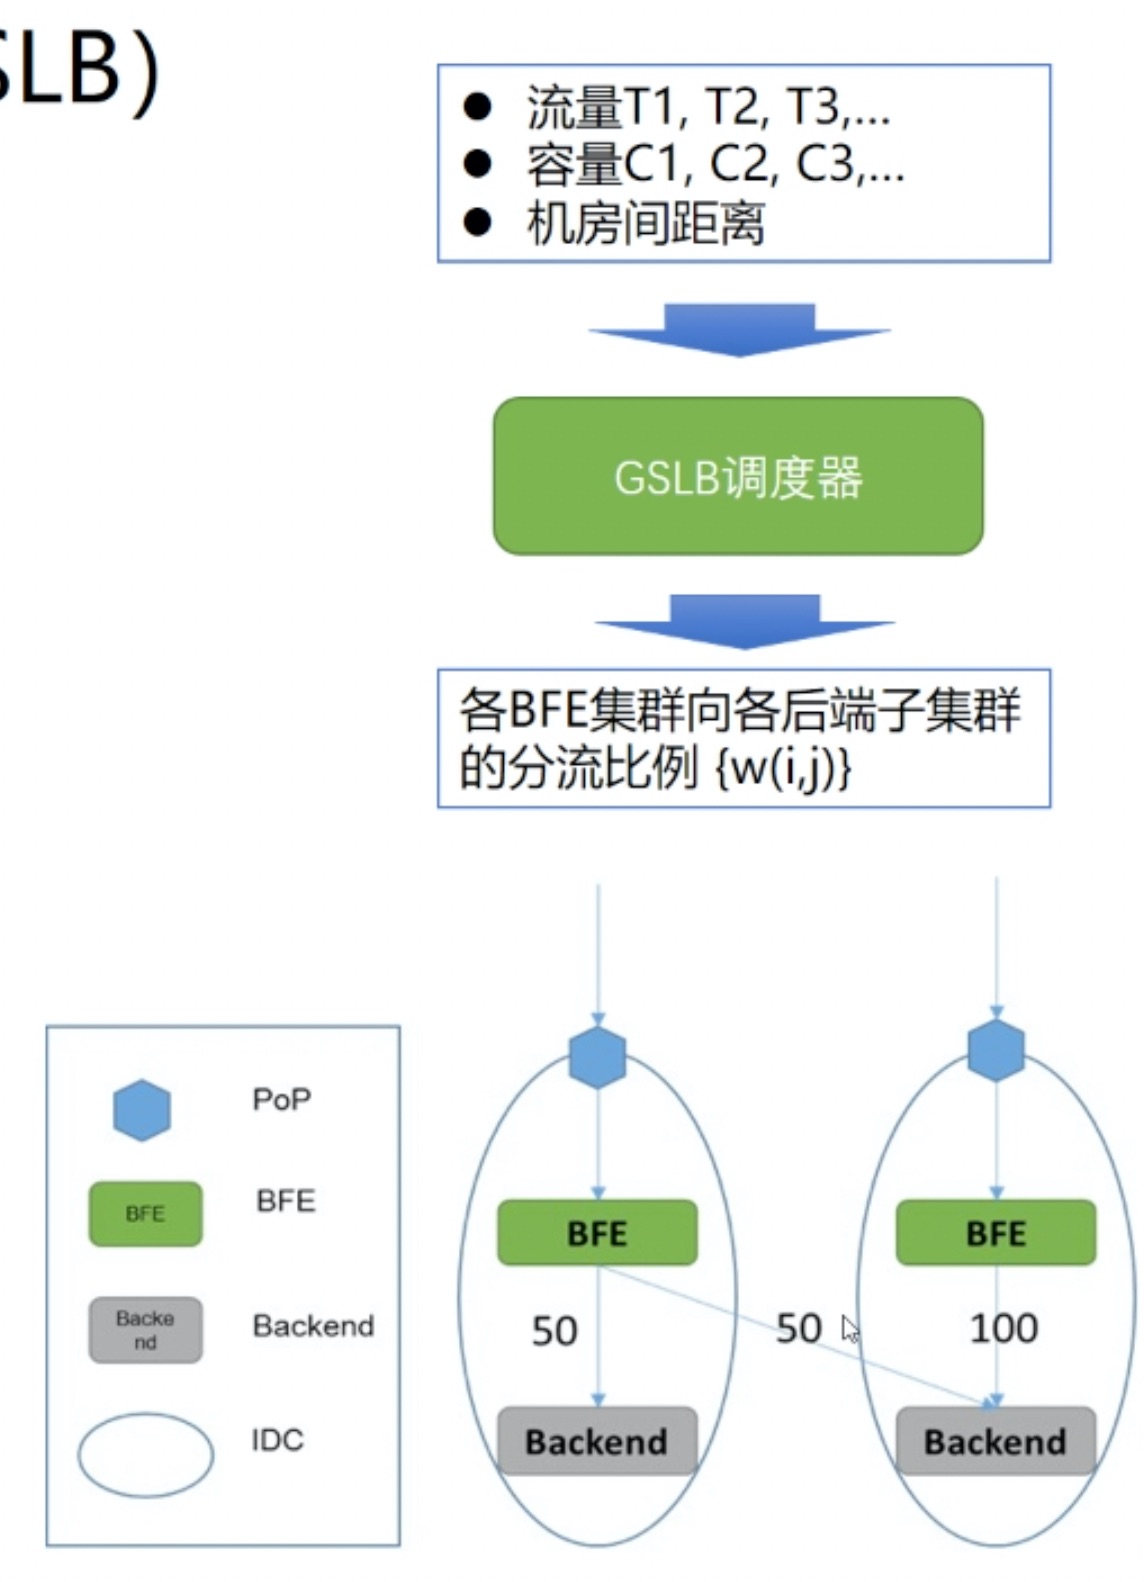 SLB)
● 流量T1, T2, T3,...
● 容量C1, C2, C3,...
● 机房间距离
GSLB调度器
各BFE集群向各后端子集群
的分流比例 {w(i,j)}
PoP
BFE
BFE
Backe
nd
Backend
IDC
BFE
BFE
50
50
100
Backend
Backend